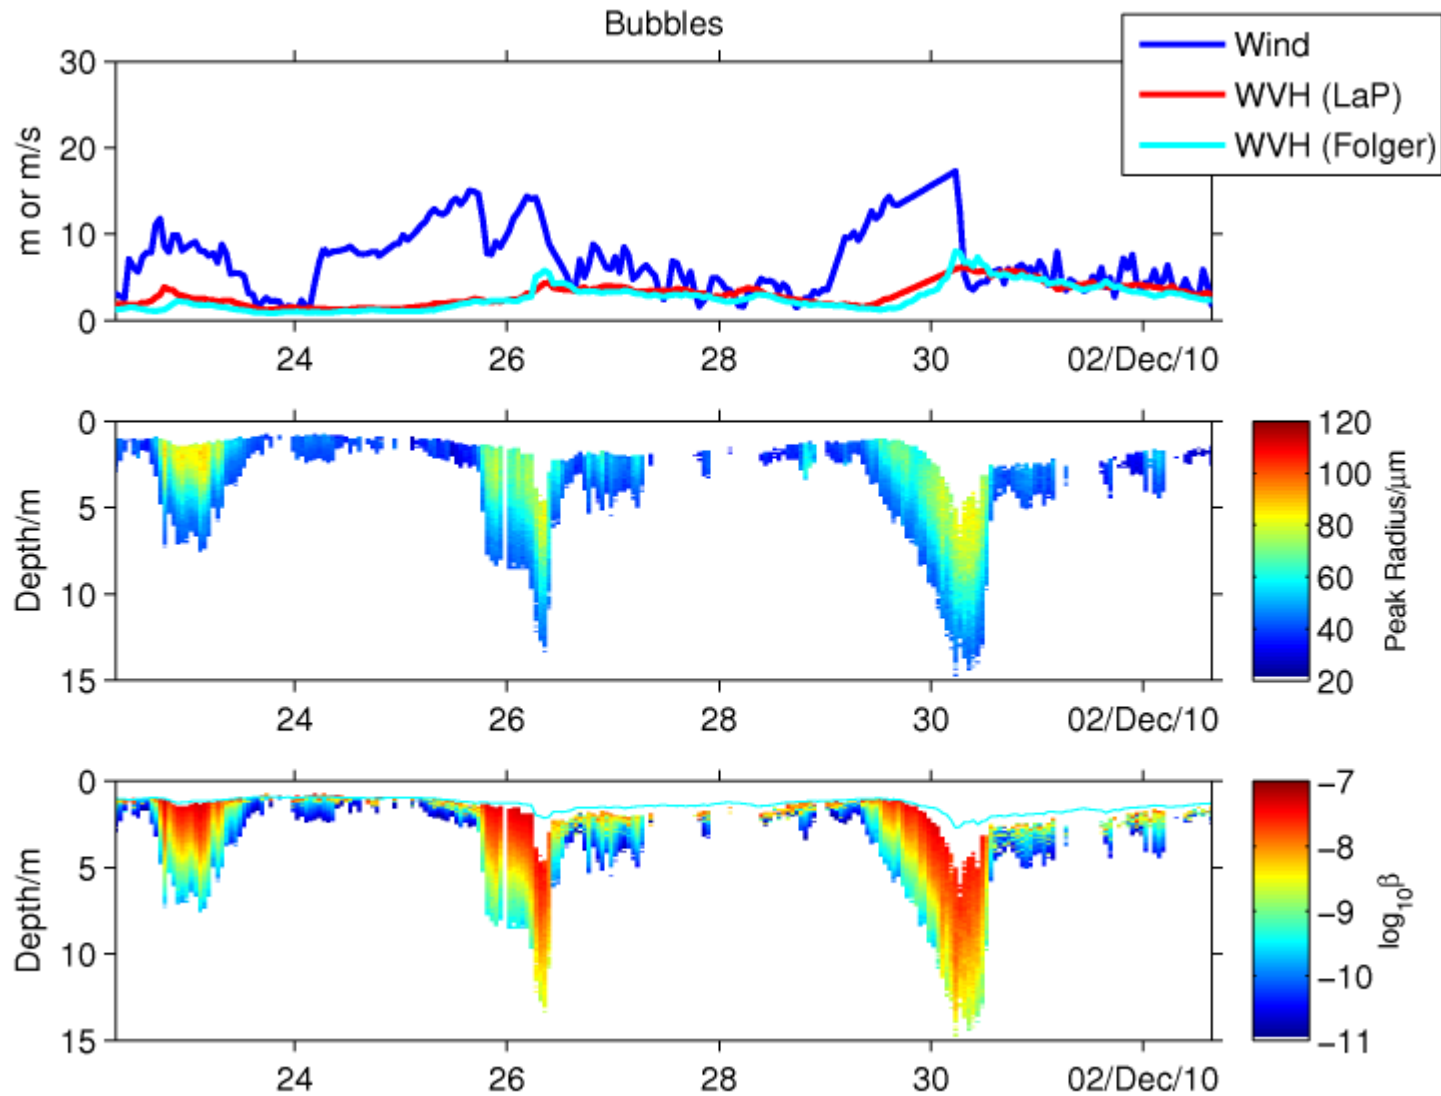 Bubbles
Wind
WVH (LaP)
WVH (Folger)
m or m/s
30
20
10
0
24
26
28
30
02/Dec/10
Depth/m
0
5
10
15
24
26
28
30
02/Dec/10
120
100
80
60
40
20
Peak Radius/μm
Depth/m
0
5
10
15
24
26
28
30
02/Dec/10
−7
−8
−9
−10
−11
log₁₀β